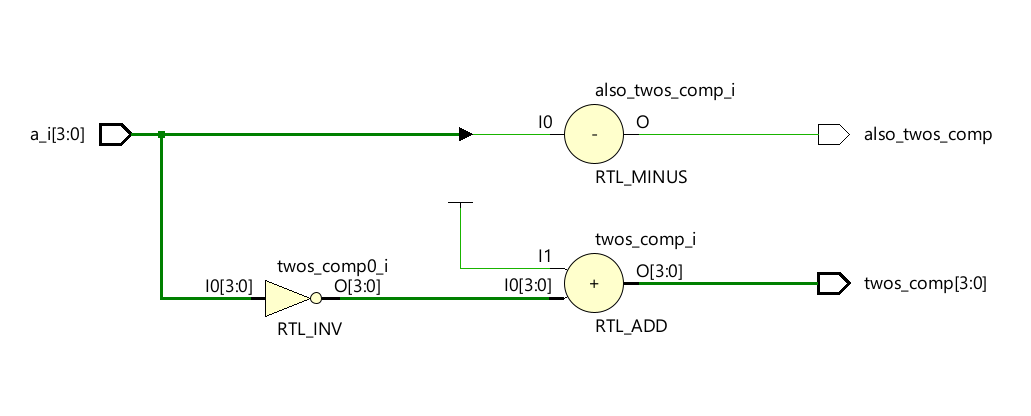 also_twos_comp_i
a_i[3:0]
I0
-
O
also_twos_comp
RTL_MINUS
twos_comp_i
I1
twos_comp0_i
O[3:0]
I0[3:0]
O[3:0]
I0[3:0]
+
twos_comp[3:0]
RTL_INV
RTL_ADD